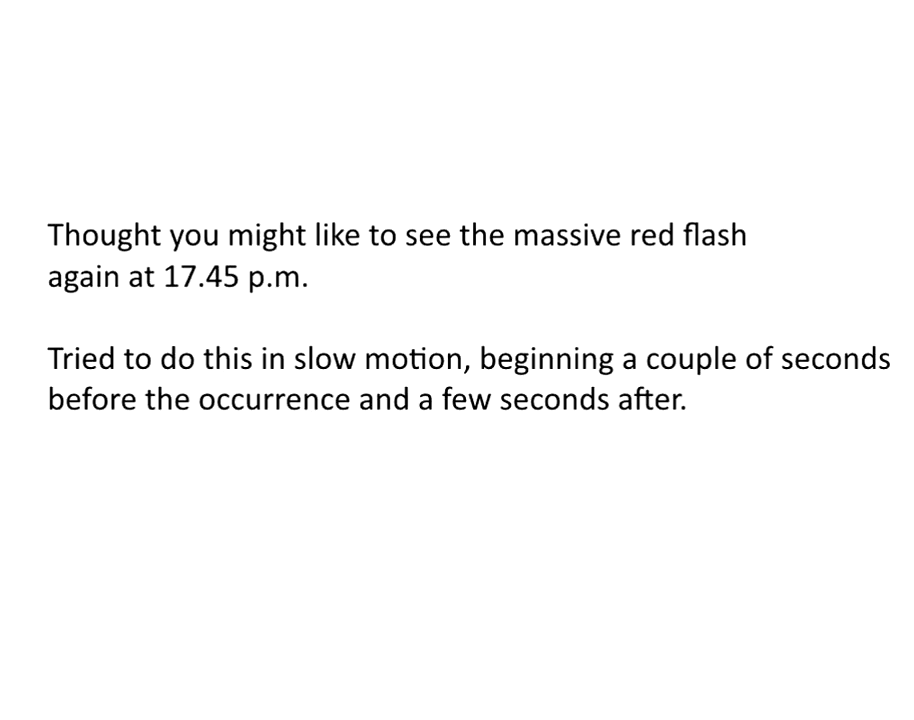 Thought you might like to see the massive red flash
again at 17.45 p.m.
Tried to do this in slow motion, beginning a couple of seconds
before the occurrence and a few seconds after.